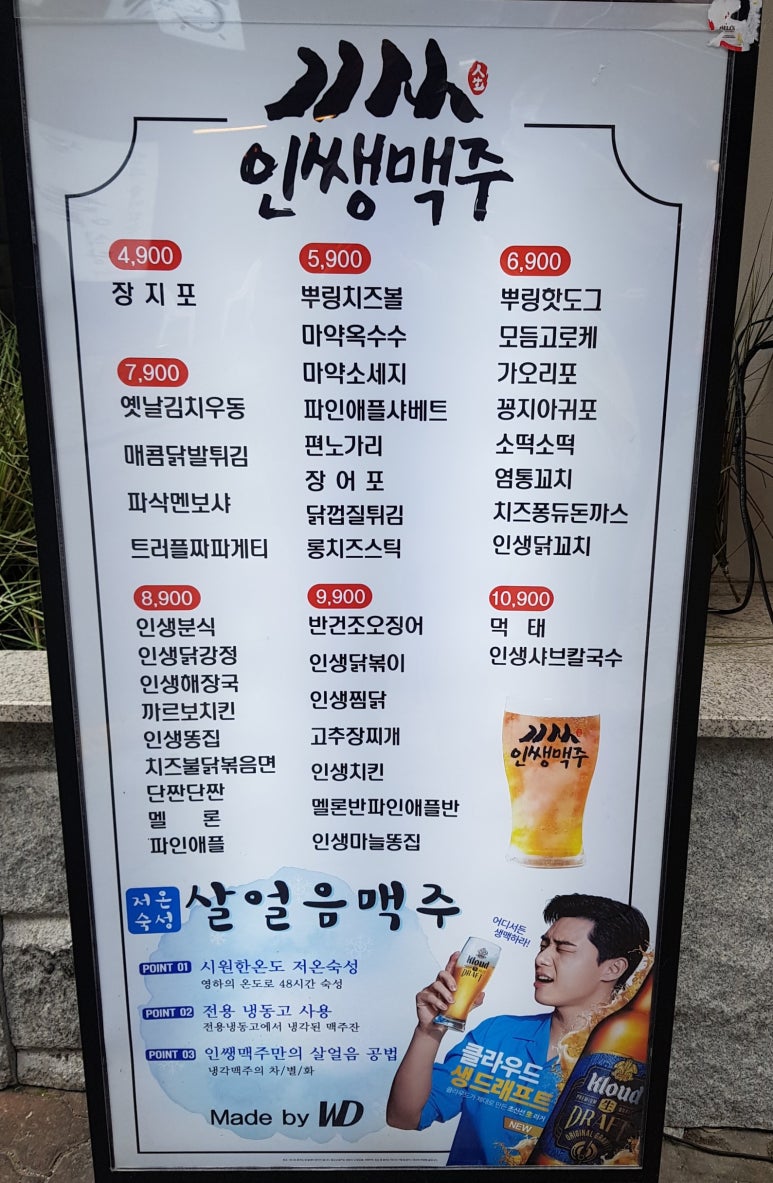 人生
인쌩맥주
4,900
장지포
5,900
뿌링치즈볼
마약옥수수
마약소세지
파인애플샤베트
편노가리
장어포
닭껍질튀김
롱치즈스틱
6,900
뿌링핫도그
모듬고로케
가오리포
꽁지아귀포
소떡소떡
염통꼬치
치즈퐁듀돈까스
인생닭꼬치
7,900
옛날김치우동
매콤닭발튀김
파삭멘보샤
트러플짜파게티
8,900
인생분식
인생닭강정
인생해장국
까르보치킨
인생똥집
치즈불닭볶음면
단짠단짠
멜론
파인애플
9,900
반건조오징어
인생닭볶이
인생찜닭
고추장찌개
인생치킨
멜론반파인애플반
인생마늘똥집
10,900
먹태
인생샤브칼국수
인쌩맥주
저온
숙성
살얼음맥주
POINT 01 시원한온도 저온숙성
영하의 온도로 48시간 숙성
POINT 02 전용 냉동고 사용
전용냉동고에서 냉각된 맥주잔
POINT 03 인쌩맥주만의 살얼음 공법
냉각맥주의 차/별/화
Made by WD
어디서든
생맥하라!
Kloud
DRAFT
클라우드
생드래프트
NEW
Kloud
PREMIUM 生 BEER
DRAFT
ORIGINAL GRAVITY